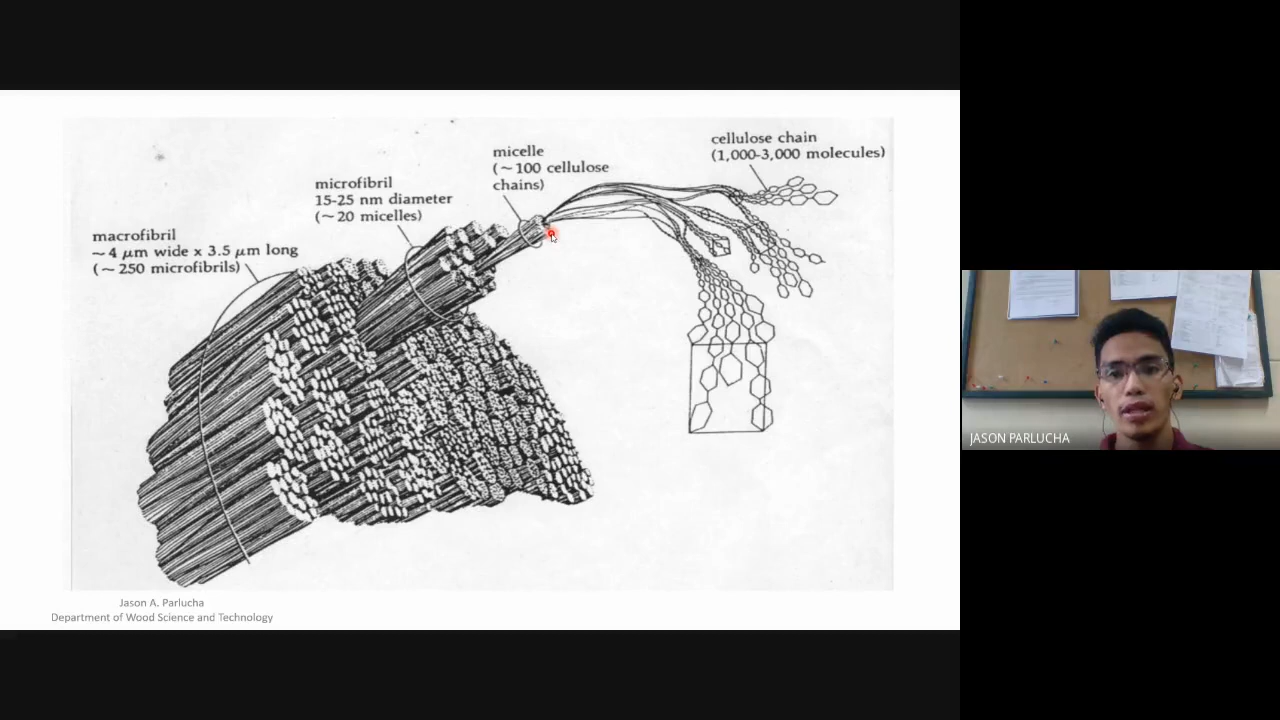 cellulose chain
(1,000-3,000 molecules)
micelle
(~100 cellulose
chains)
microfibril
15-25 nm diameter
(~20 micelles)
macrofibril
~ 4 μm wide x 3.5 μm long
(~ 250 microfibrils)
JASON PARLUCHA
Jason A. Parlucha
Department of Wood Science and Technology